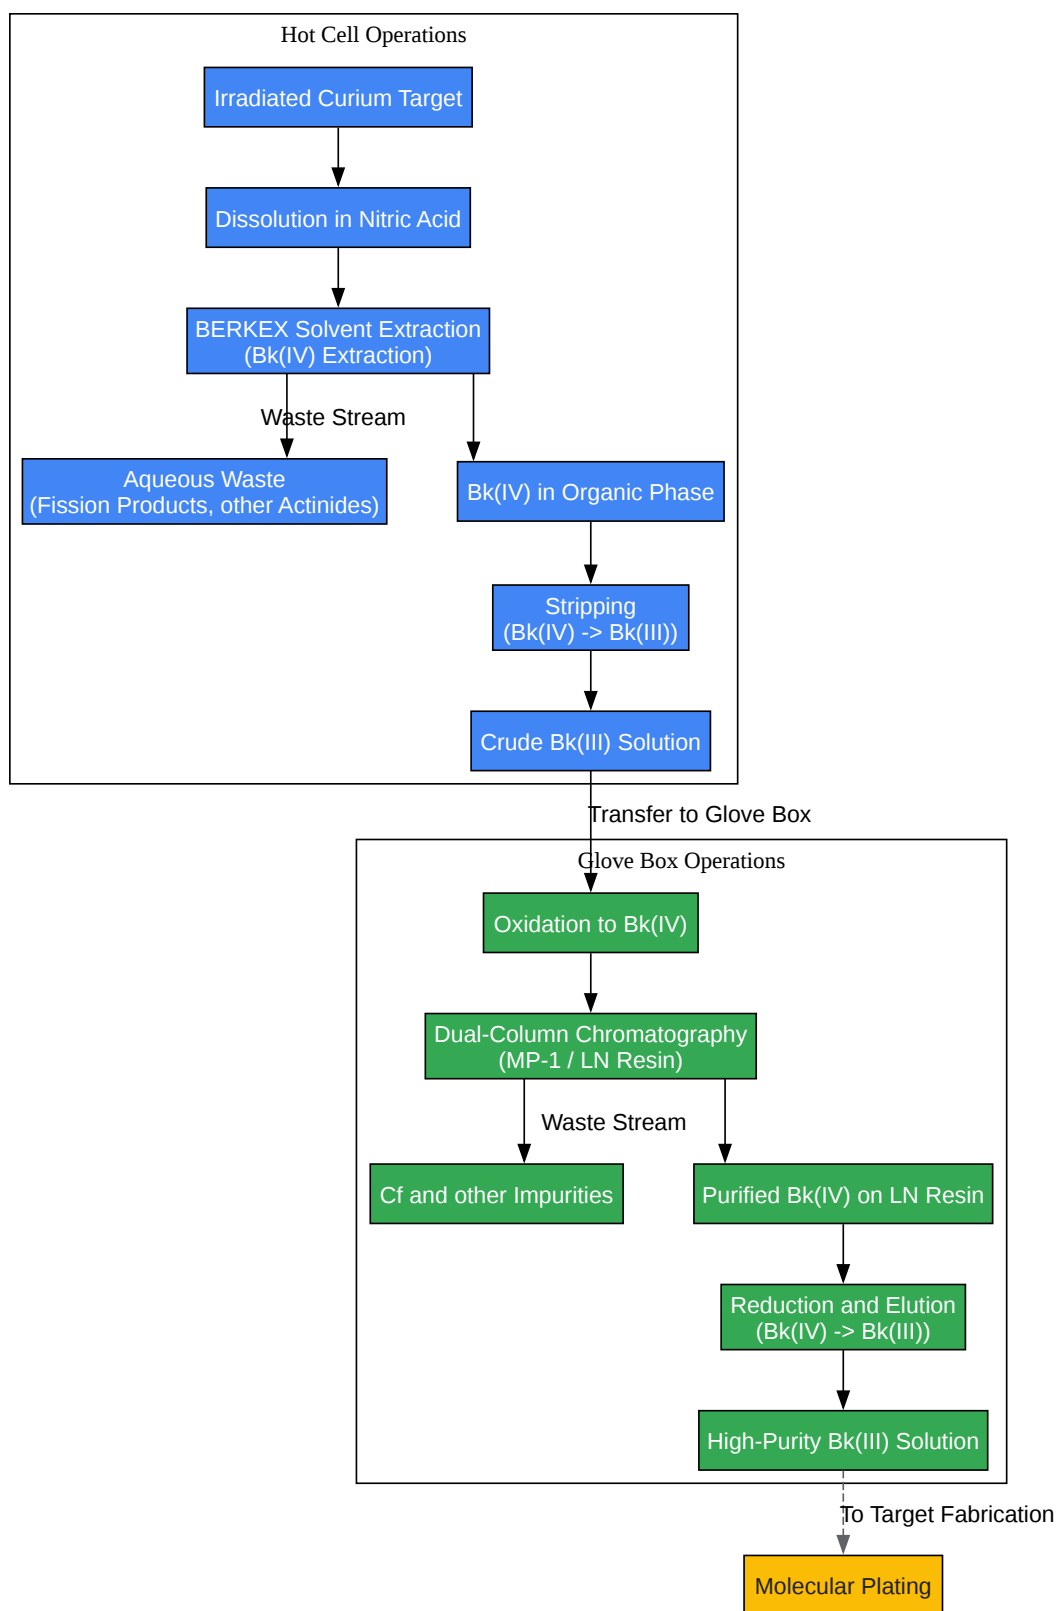 Hot Cell Operations
Irradiated Curium Target
Dissolution in Nitric Acid
BERKEX Solvent Extraction
(Bk(IV) Extraction)
Waste Stream
Aqueous Waste
(Fission Products, other Actinides)
Bk(IV) in Organic Phase
Stripping
(Bk(IV) -> Bk(III))
Crude Bk(III) Solution
Transfer to Glove Box
Glove Box Operations
Oxidation to Bk(IV)
Dual-Column Chromatography
(MP-1 / LN Resin)
Waste Stream
Cf and other Impurities
Purified Bk(IV) on LN Resin
Reduction and Elution
(Bk(IV) -> Bk(III))
High-Purity Bk(III) Solution
To Target Fabrication
Molecular Plating